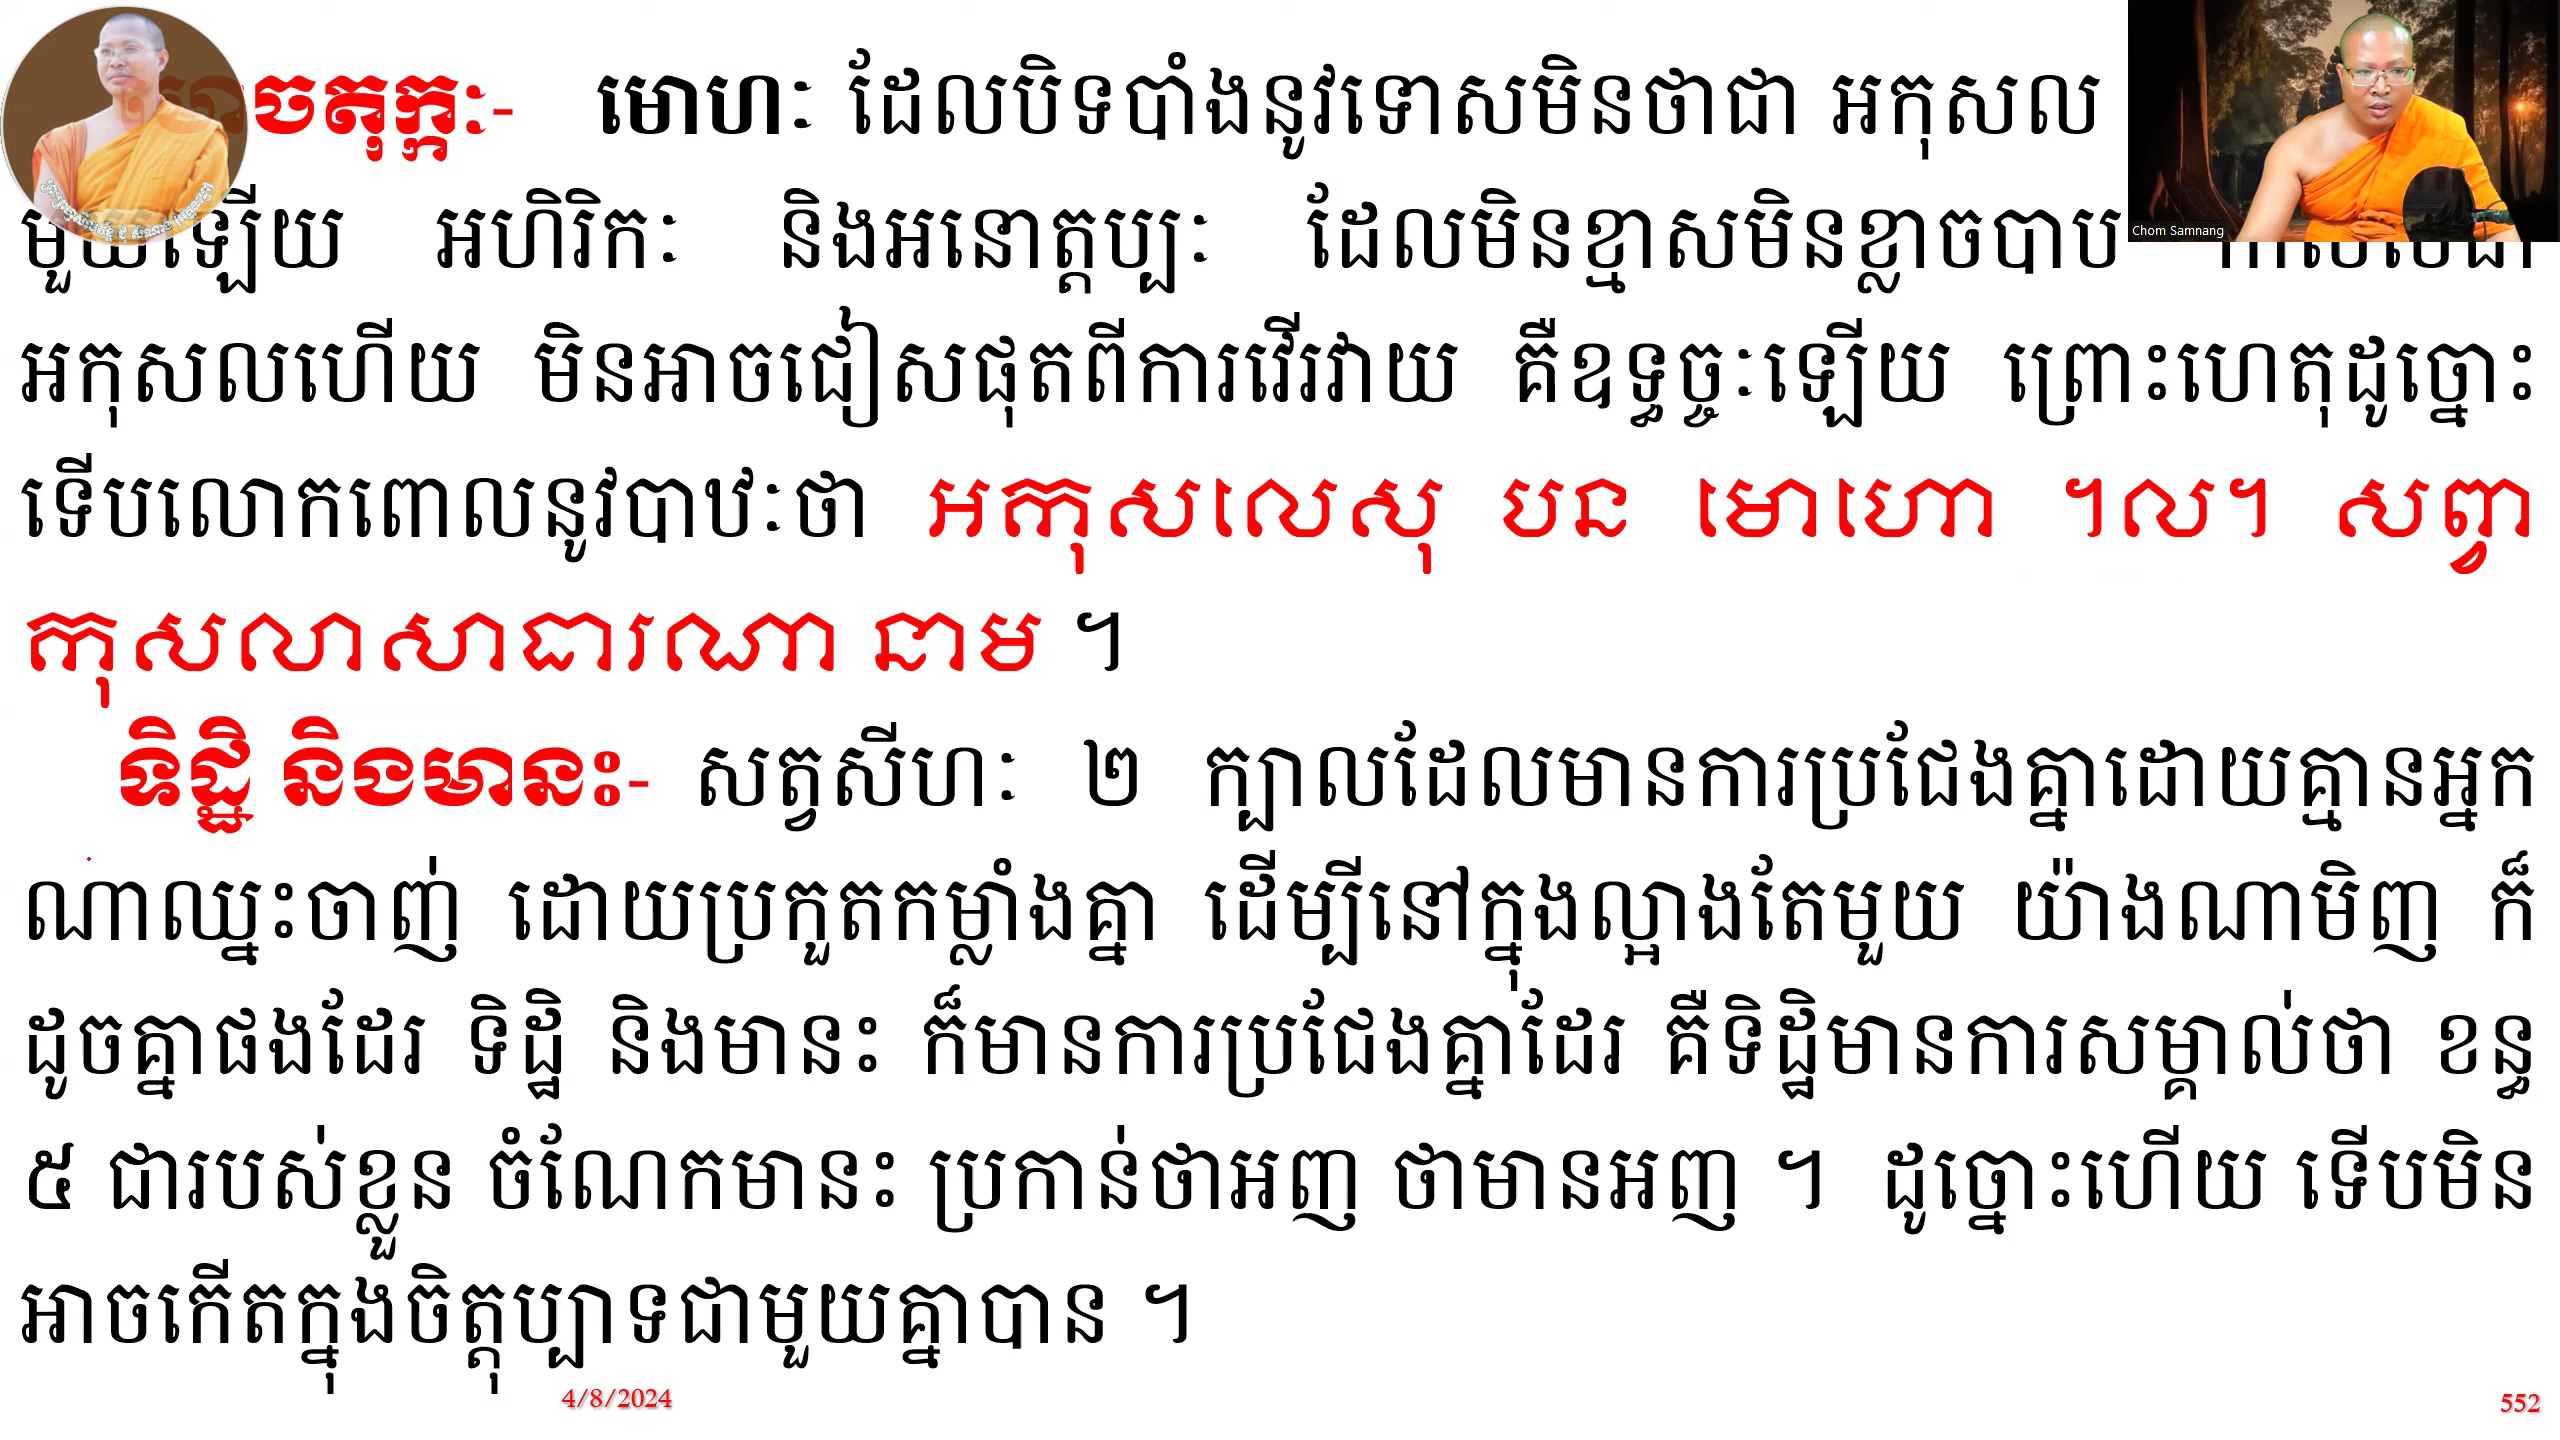 ចតុក្កៈ- មោហៈ ដែលបិទបាំងនូវទោសមិនថាជា អកុសល
មួយឡើយ អហិរិកៈ និងអនោត្តប្បៈ ដែលមិនខ្មាសមិនខ្លាចបាប
Chom Samnang
អកុសលហើយ មិនអាចជៀសផុតពីការរវើរវាយ គឺឧទ្ធច្ចៈឡើយ ព្រោះហេតុដូច្នោះ
ទើបលោកពោលនូវបាឋៈថា អកុសលេសុ បន មោហោ ។ល។ សព្វា
កុសលាសាធារណា នាម ។
ទិដ្ឋិ និងមានះ- សត្វសីហៈ ២ ក្បាលដែលមានការប្រជែងគ្នាដោយគ្មានអ្នក
ណាឈ្នះចាញ់ ដោយប្រកួតកម្លាំងគ្នា ដើម្បីនៅក្នុងល្អាងតែមួយ យ៉ាងណាមិញ ក៏
ដូចគ្នាផងដែរ ទិដ្ឋិ និងមានះ ក៏មានការប្រជែងគ្នាដែរ គឺទិដ្ឋិមានការសម្គាល់ថា ខន្ធ
៥ ជារបស់ខ្លួន ចំណែកមានះ ប្រកាន់ថាអញ ថាមានអញ ។ ដូច្នោះហើយ ទើបមិន
អាចកើតក្នុងចិត្តុប្បាទជាមួយគ្នាបាន ។
4/8/2024
552